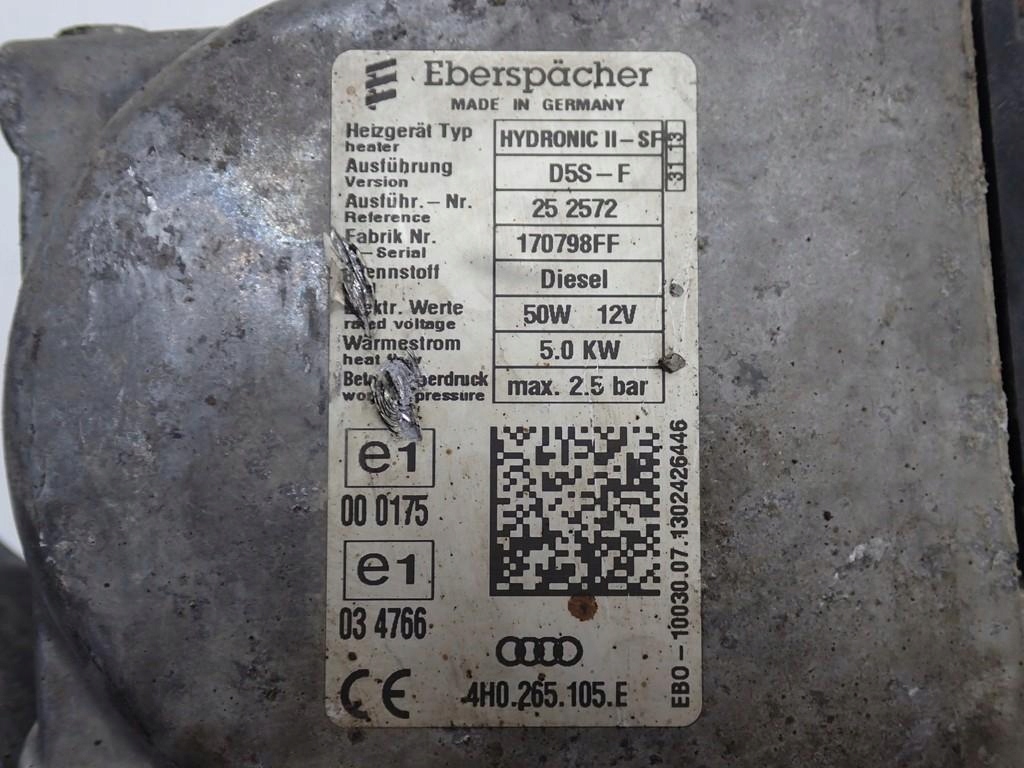 Eberspächer
MADE IN GERMANY
Heizgerät Typ HYDRONIC II – SF 31 13
heater
Ausführung D5S – F
Version
Ausführ. – Nr. 25 2572
Reference
Fabrik Nr. 170798FF
– Serial
Diesel
Werte 50W 12V
rated voltage
Wärmestrom 5.0 KW
heat
max. 2.5 bar
pressure
e1
00 0175
e1
03 4766
CE
4H0.265.105.E
EBO – 10030.07.1302426446